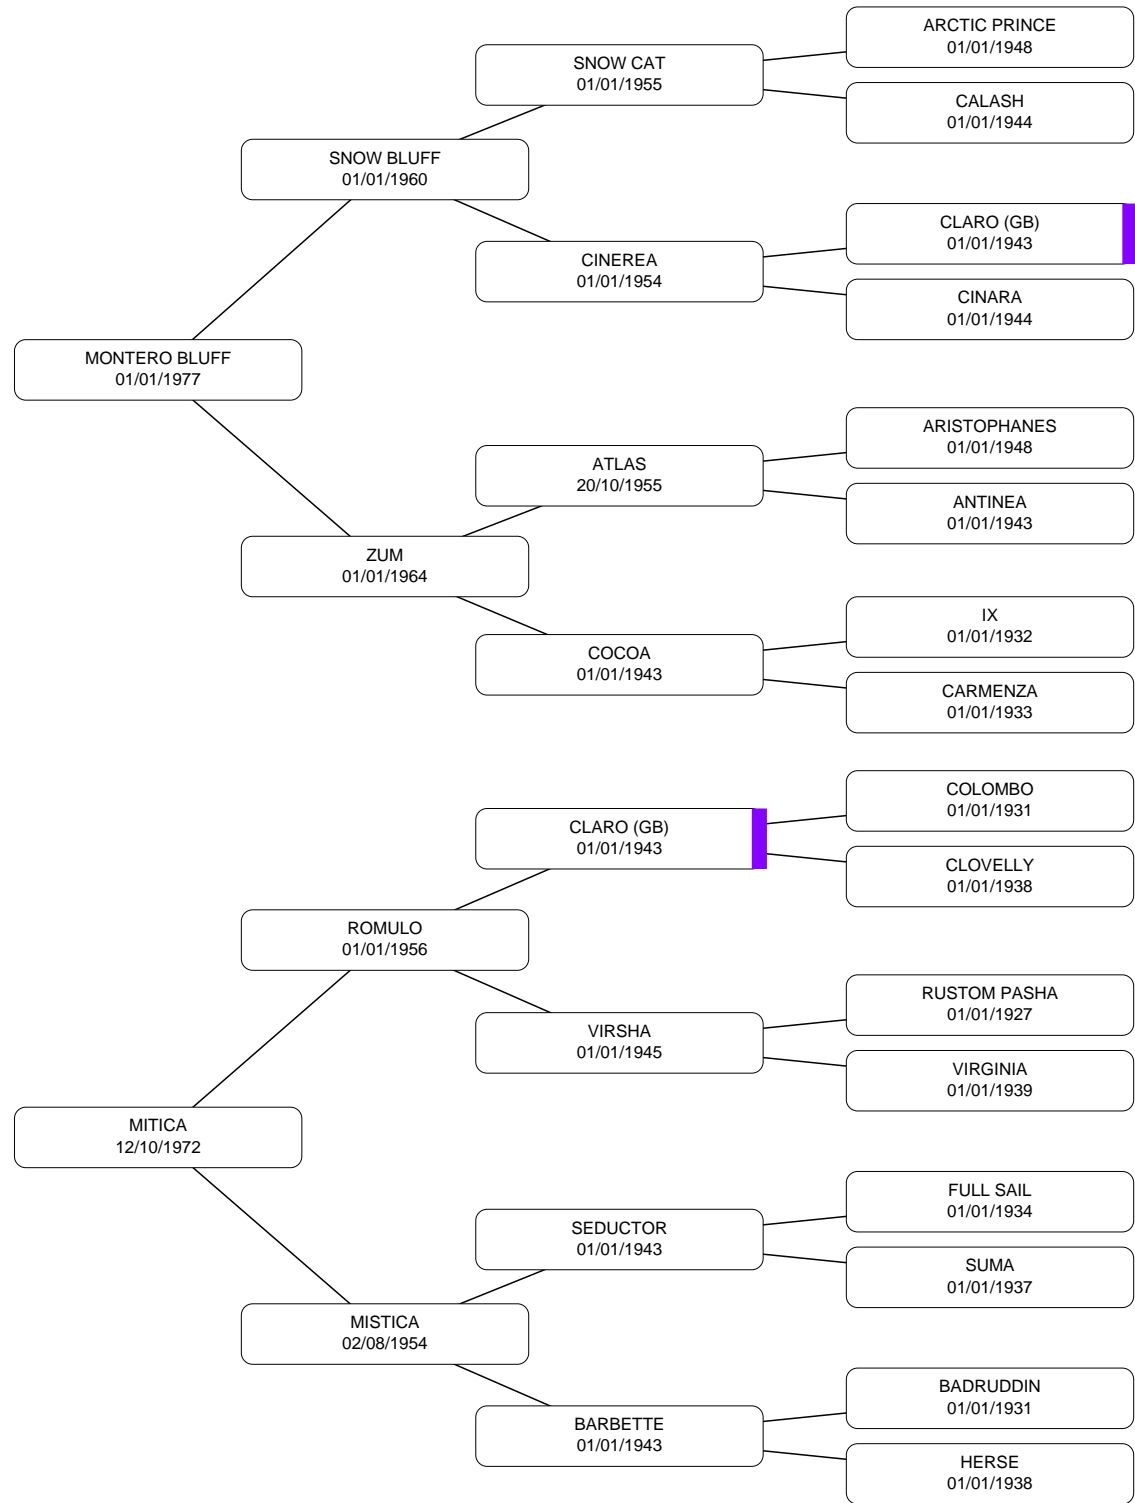 ARCTIC PRINCE
01/01/1948
SNOW CAT
01/01/1955
CALASH
01/01/1944
SNOW BLUFF
01/01/1960
CLARO (GB)
01/01/1943
CINEREA
01/01/1954
CINARA
01/01/1944
MONTERO BLUFF
01/01/1977
ARISTOPHANES
01/01/1948
ATLAS
20/10/1955
ANTINEA
01/01/1943
ZUM
01/01/1964
IX
01/01/1932
COCOA
01/01/1943
CARMENZA
01/01/1933
COLOMBO
01/01/1931
CLARO (GB)
01/01/1943
CLOVELLY
01/01/1938
ROMULO
01/01/1956
RUSTOM PASHA
01/01/1927
VIRSHA
01/01/1945
VIRGINIA
01/01/1939
MITICA
12/10/1972
FULL SAIL
01/01/1934
SEDUCTOR
01/01/1943
SUMA
01/01/1937
MISTICA
02/08/1954
BADRUDDIN
01/01/1931
BARBETTE
01/01/1943
HERSE
01/01/1938